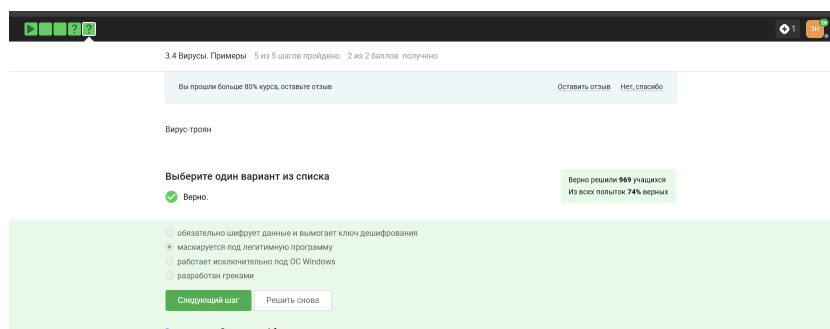 ? ?
1
ЗН
3.4 Вирусы. Примеры 5 из 5 шагов пройдено 2 из 2 баллов получено
Вы прошли больше 80% курса, оставьте отзыв Оставить отзыв Нет, спасибо
Вирус-троян
Выберите один вариант из списка
Верно.
Верно решили 969 учащихся
Из всех попыток 74% верных
обязательно шифрует данные и вымогает ключ дешифрования
маскируется под легитимную программу
работает исключительно под ОС Windows
разработан греками
Следующий шаг Решить снова